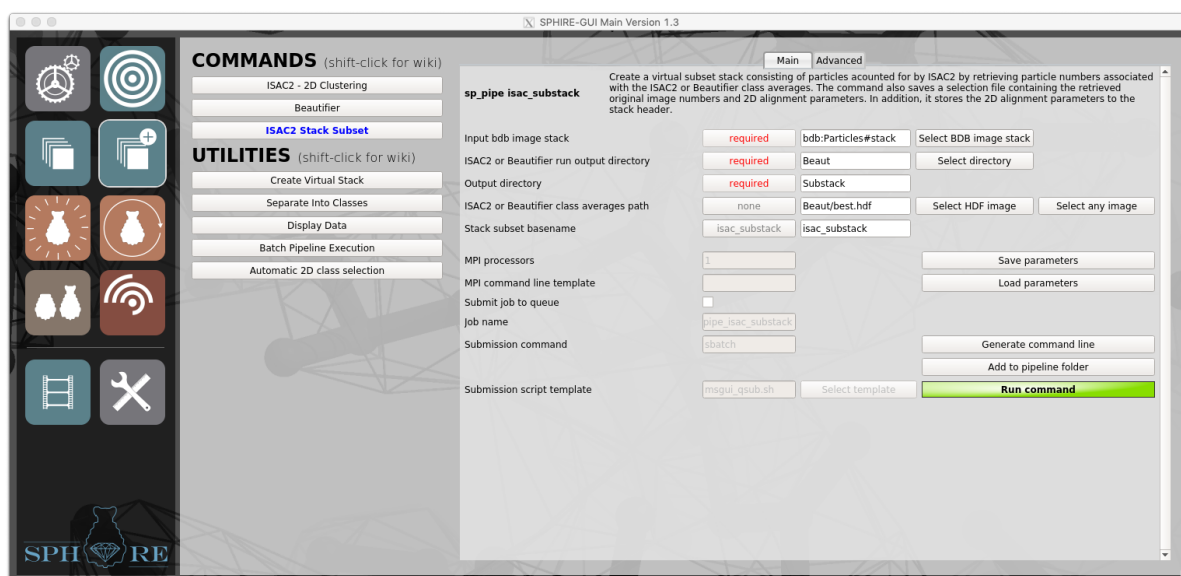 SPHIRE-GUI Main Version 1.3
COMMANDS (shift-click for wiki)
ISAC2 - 2D Clustering
Beautifier
ISAC2 Stack Subset
UTILITIES (shift-click for wiki)
Create Virtual Stack
Separate Into Classes
Display Data
Batch Pipeline Execution
Automatic 2D class selection
SPH RE
Main Advanced
sp_pipe isac_substack
Create a virtual subset stack consisting of particles acounted for by ISAC2 by retrieving particle numbers associated
with the ISAC2 or Beautifier class averages. The command also saves a selection file containing the retrieved
original image numbers and 2D alignment parameters. In addition, it stores the 2D alignment parameters to the
stack header.
Input bdb image stack required bdb:Particles#stack Select BDB image stack
ISAC2 or Beautifier run output directory required Beaut Select directory
Output directory required Substack
ISAC2 or Beautifier class averages path none Beaut/best.hdf Select HDF image Select any image
Stack subset basename isac_substack isac_substack
MPI processors 1 Save parameters
MPI command line template Load parameters
Submit job to queue
Job name pipe_isac_substack
Submission command sbatch Generate command line
Add to pipeline folder
Submission script template msgui_qsub.sh Select template Run command